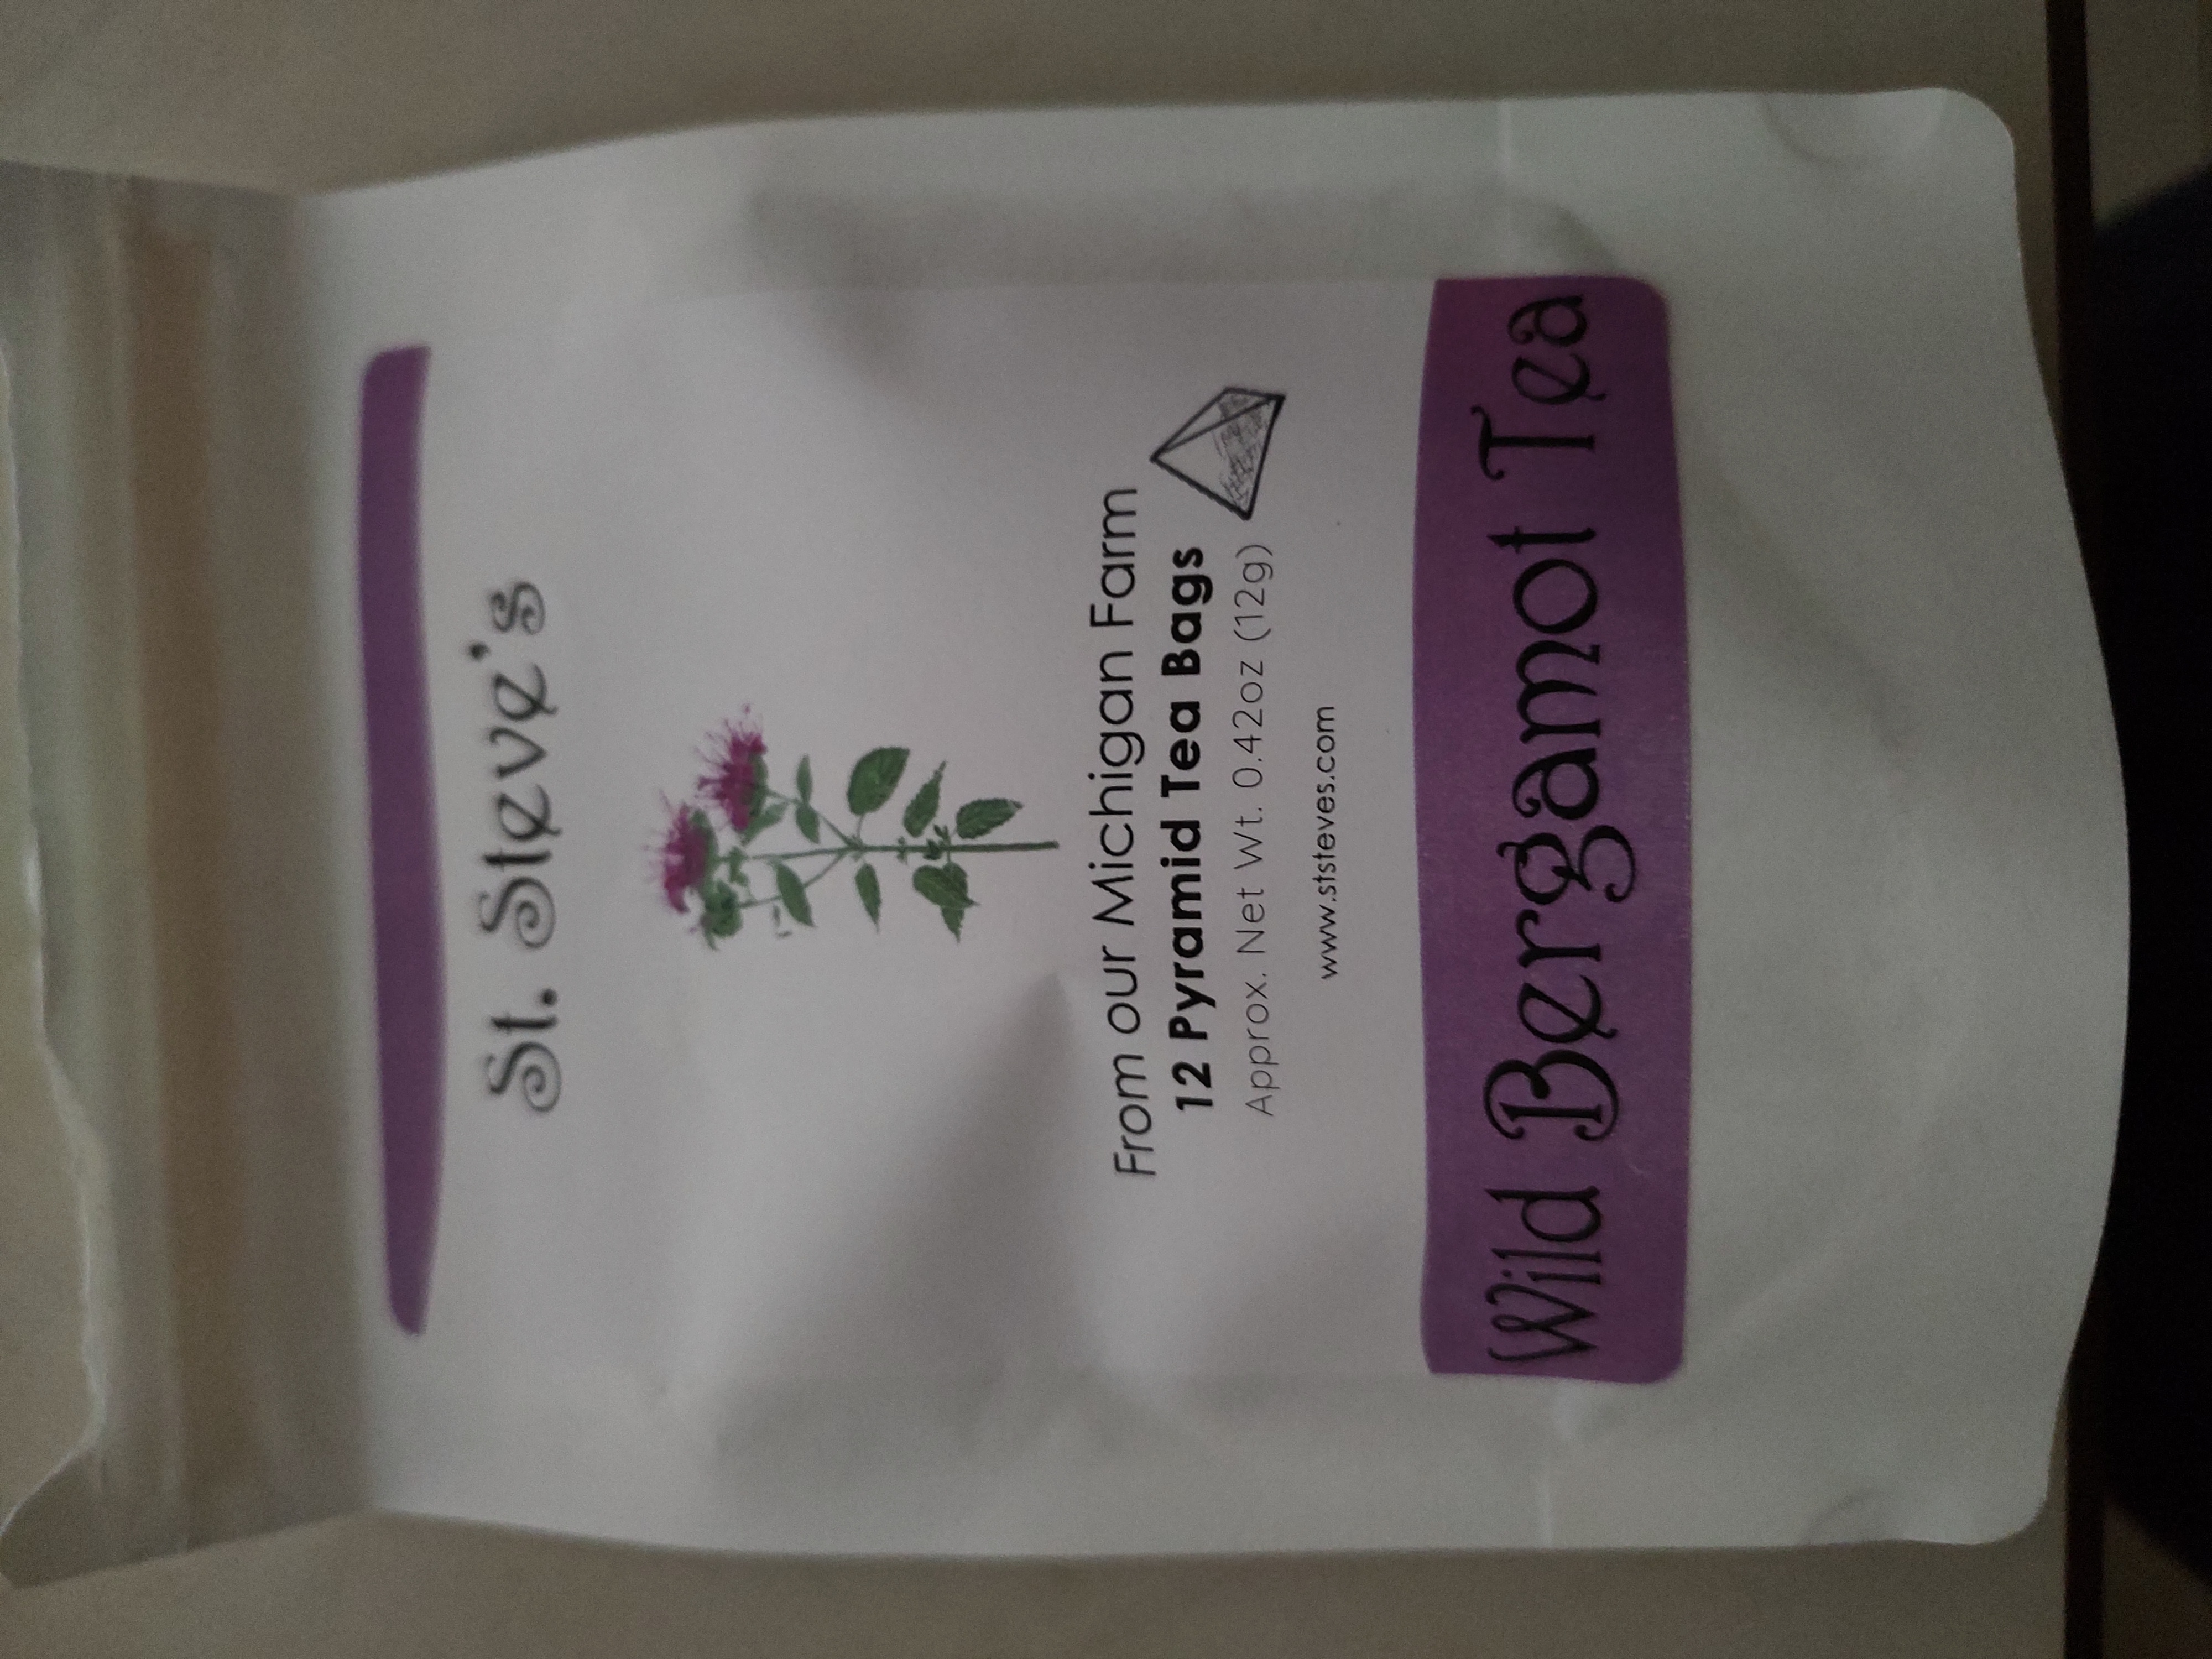 St. Steve's
From our Michigan Farm
12 Pyramid Tea Bags
Approx. Net Wt. 0.42oz (12g)
www.ststeves.com
Wild Bergamot Tea